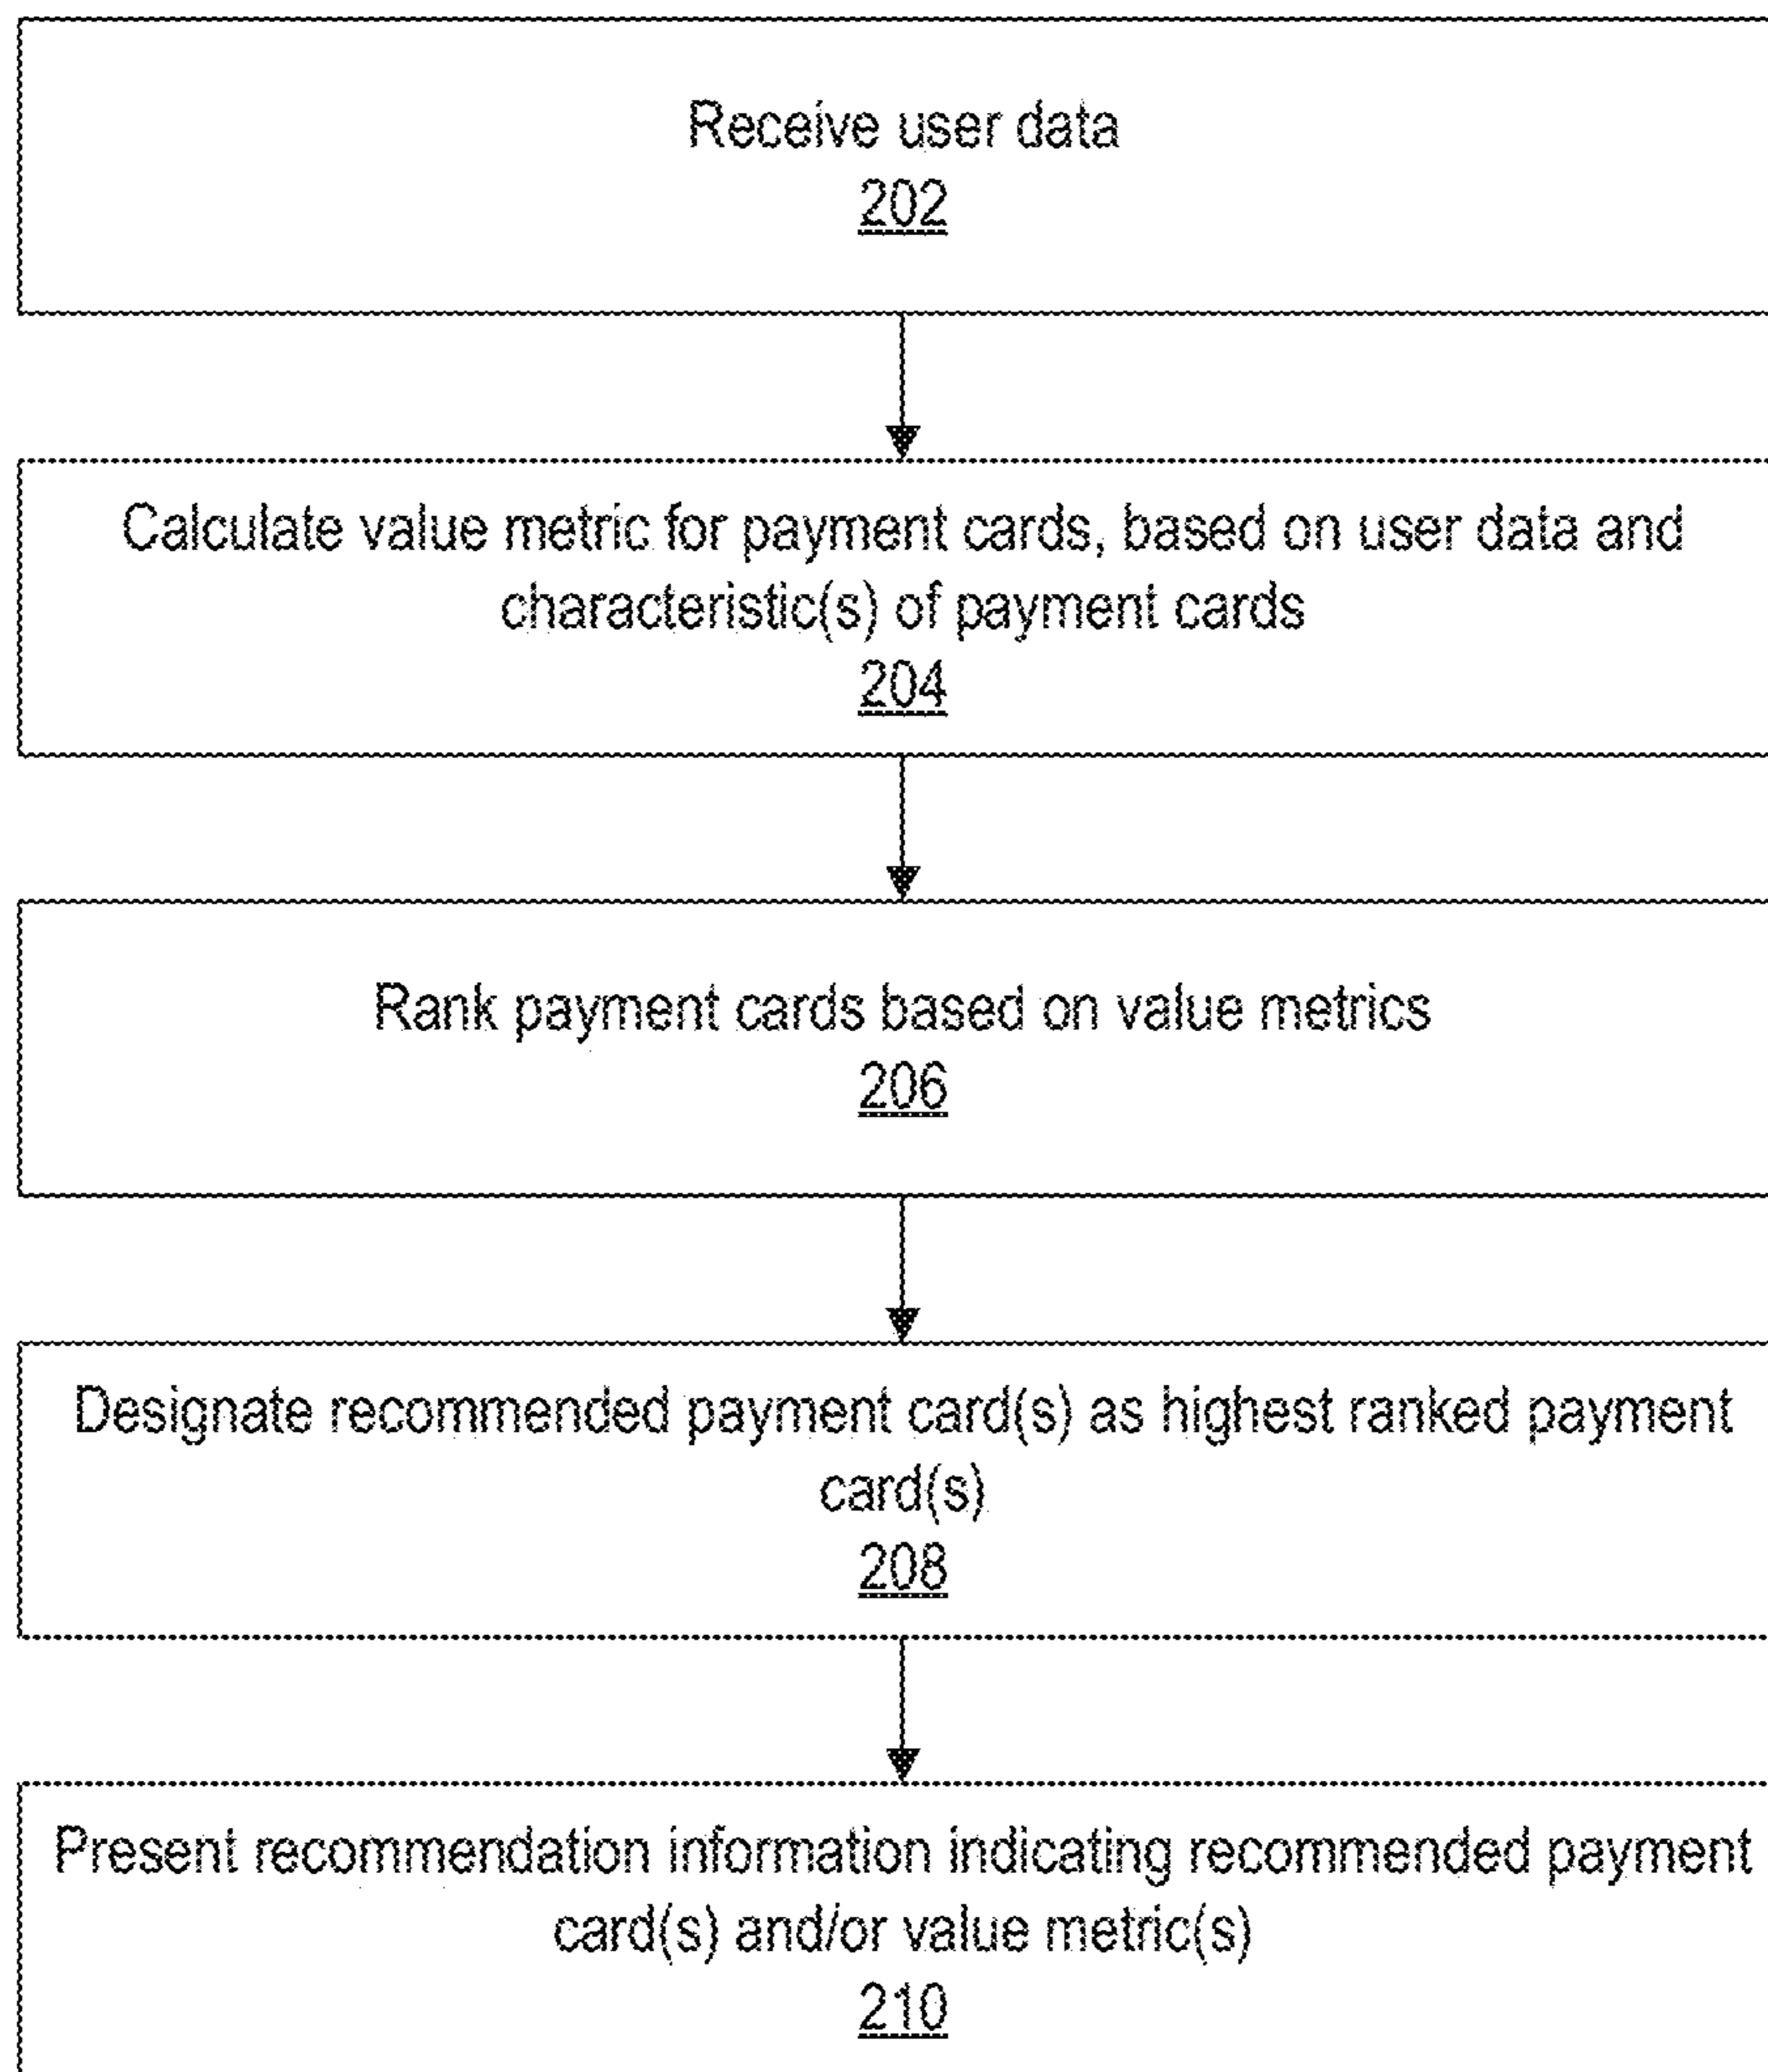 Receive user data
202
Calculate value metric for payment cards, based on user data and
characteristic(s) of payment cards
204
Rank payment cards based on value metrics
206
Designate recommended payment card(s) as highest ranked payment
card(s)
208
Present recommendation information indicating recommended payment
card(s) and/or value metric(s)
210